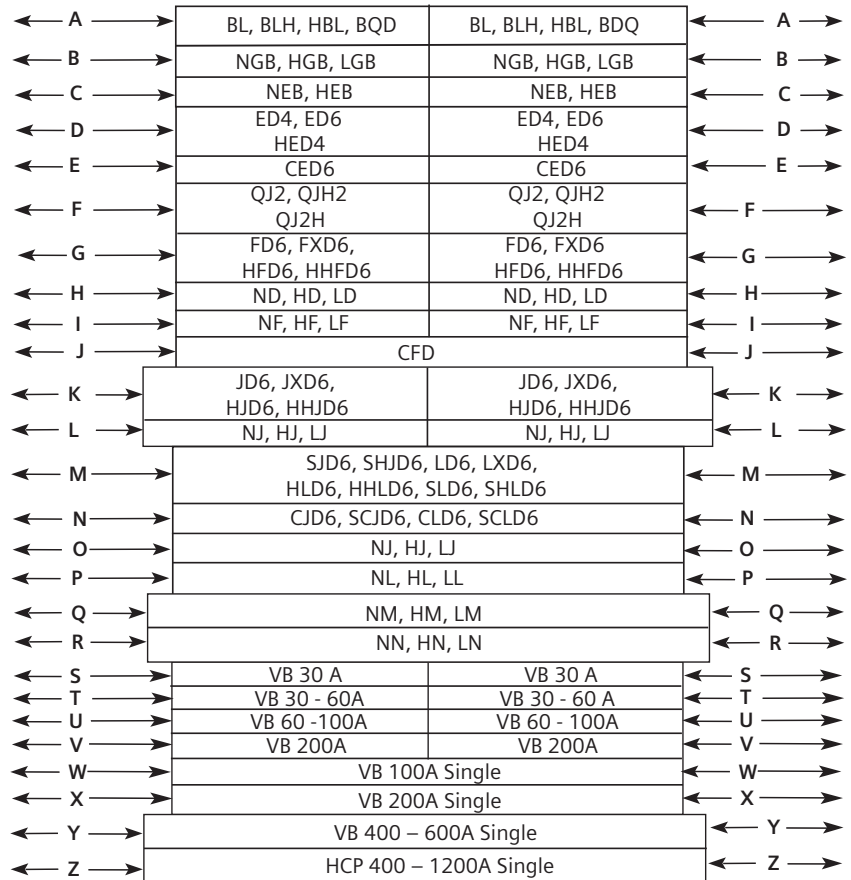 A BL, BLH, HBL, BQD BL, BLH, HBL, BDQ A
B NGB, HGB, LGB NGB, HGB, LGB B
C NEB, HEB NEB, HEB C
D ED4, ED6 ED4, ED6 D
HED4 HED4
E CED6 CED6 E
F QJ2, QJH2 QJ2, QJH2 F
QJ2H QJ2H
G FD6, FXD6, FD6, FXD6 G
HFD6, HHFD6 HFD6, HHFD6
H ND, HD, LD ND, HD, LD H
I NF, HF, LF NF, HF, LF I
J CFD J
K JD6, JXD6, JD6, JXD6, K
HJD6, HHJD6 HJD6, HHJD6
L NJ, HJ, LJ NJ, HJ, LJ L
M SJD6, SHJD6, LD6, LXD6, M
HLD6, HHLD6, SLD6, SHLD6
N CJD6, SCJD6, CLD6, SCLD6 N
O NJ, HJ, LJ O
P NL, HL, LL P
Q NM, HM, LM Q
R NN, HN, LN R
S VB 30 A VB 30 A S
T VB 30 - 60A VB 30 - 60 A T
U VB 60 -100A VB 60 - 100A U
V VB 200A VB 200A V
W VB 100A Single W
X VB 200A Single X
Y VB 400 – 600A Single Y
Z HCP 400 – 1200A Single Z